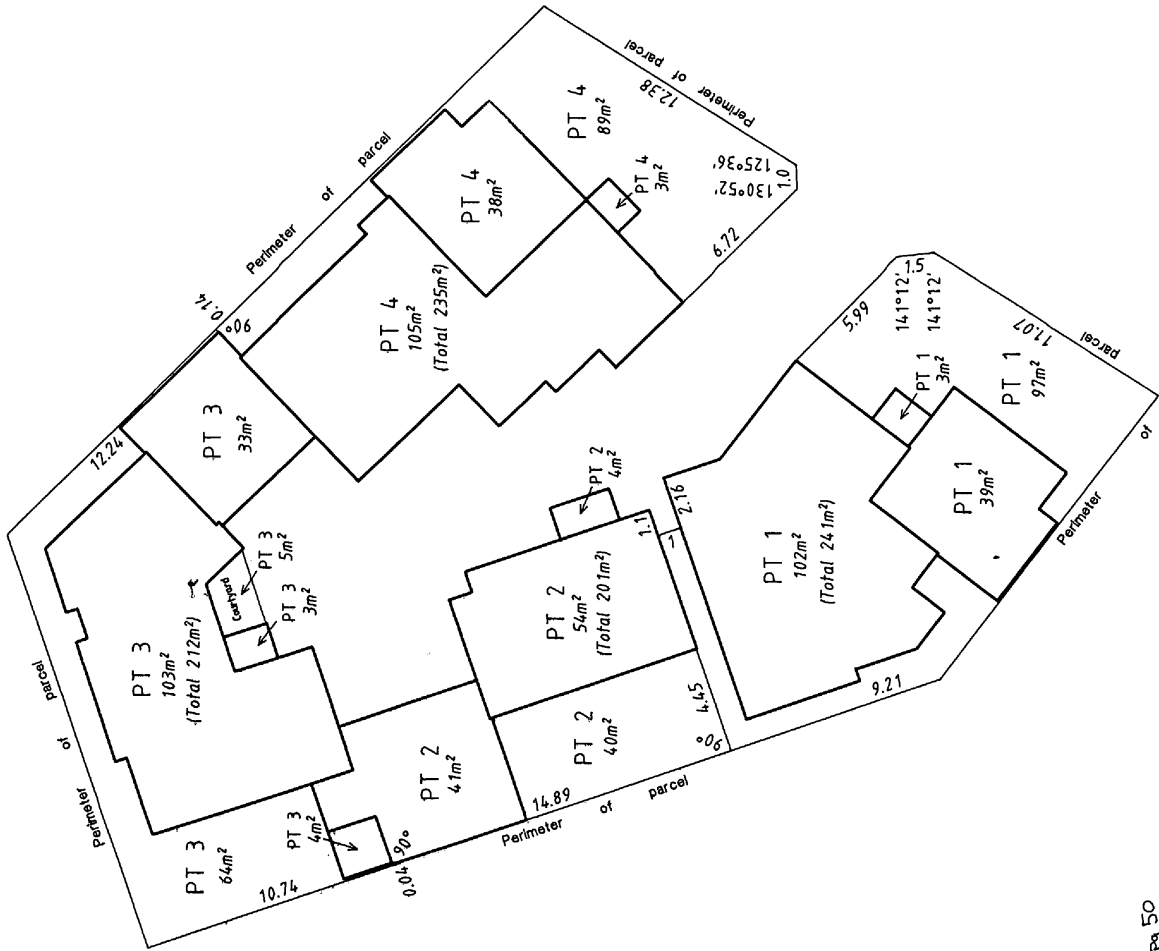 Perimeter of parcel
Perimeter of parcel
12.38
PT 4
89m²
PT 4
38m²
PT 4
3m²
125°36'
130°52'
1.0
6.72
Perimeter of parcel
0.14
90°
PT 4
105m²
(Total 235m²)
12.24
PT 3
33m²
5.99
1.5
141°12'
141°12'
11.07
PT 1
3m²
PT 1
97m²
PT 1
39m²
parcel
of
Perimeter
PT 3
5m²
Courtyard
PT 3
3m²
PT 3
103m²
(Total 212m²)
PT 2
4m²
2.16
1.1
1
PT 1
102m²
(Total 241m²)
PT 2
54m²
(Total 201m²)
Perimeter of parcel
PT 3
64m²
PT 3
4m²
PT 2
41m²
PT 2
40m²
4.45
90°
9.21
14.89
Perimeter of parcel
10.74
0.04
90°
50